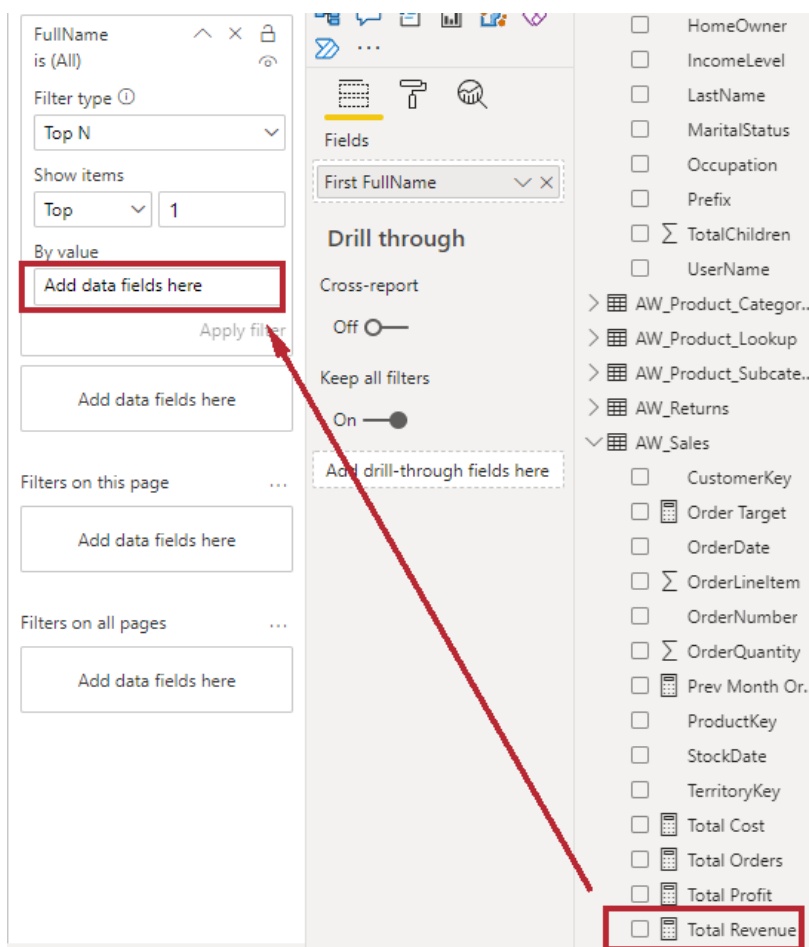 FullName
is (All)
Filter type
Top N
Show items
Top 1
By value
Add data fields here
Apply filter
Add data fields here
Filters on this page ...
Add data fields here
Filters on all pages ...
Add data fields here
...
Fields
First FullName
Drill through
Cross-report
Off
Keep all filters
On
Add drill-through fields here
HomeOwner
IncomeLevel
LastName
MaritalStatus
Occupation
Prefix
∑ TotalChildren
UserName
AW_Product_Categor...
AW_Product_Lookup
AW_Product_Subcate...
AW_Returns
AW_Sales
CustomerKey
Order Target
OrderDate
∑ OrderLineItem
OrderNumber
∑ OrderQuantity
Prev Month Or...
ProductKey
StockDate
TerritoryKey
Total Cost
Total Orders
Total Profit
Total Revenue